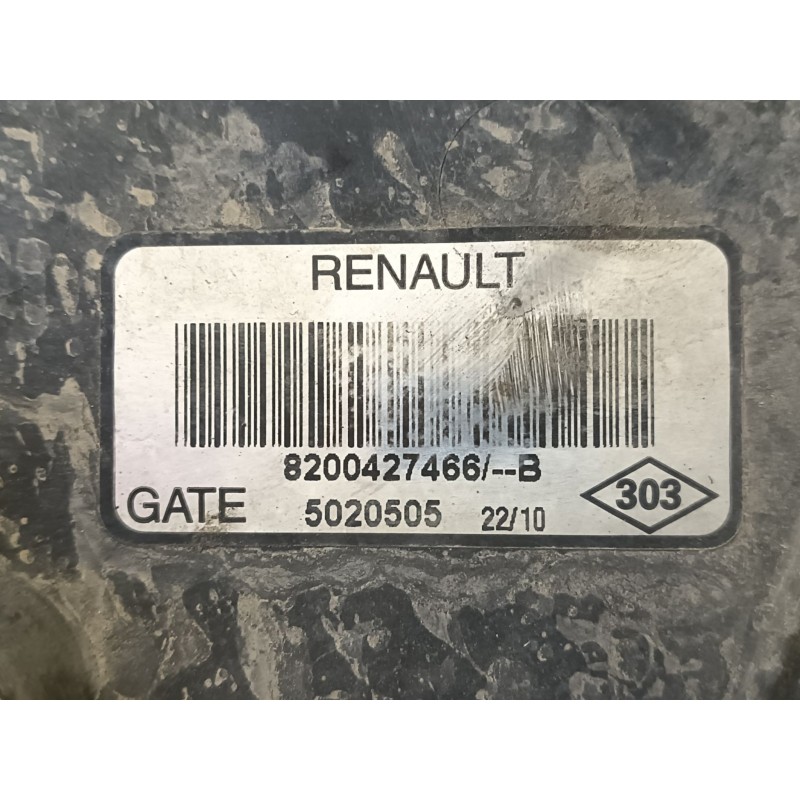 RENAULT
8200427466/--B
GATE 5020505 22/10 303